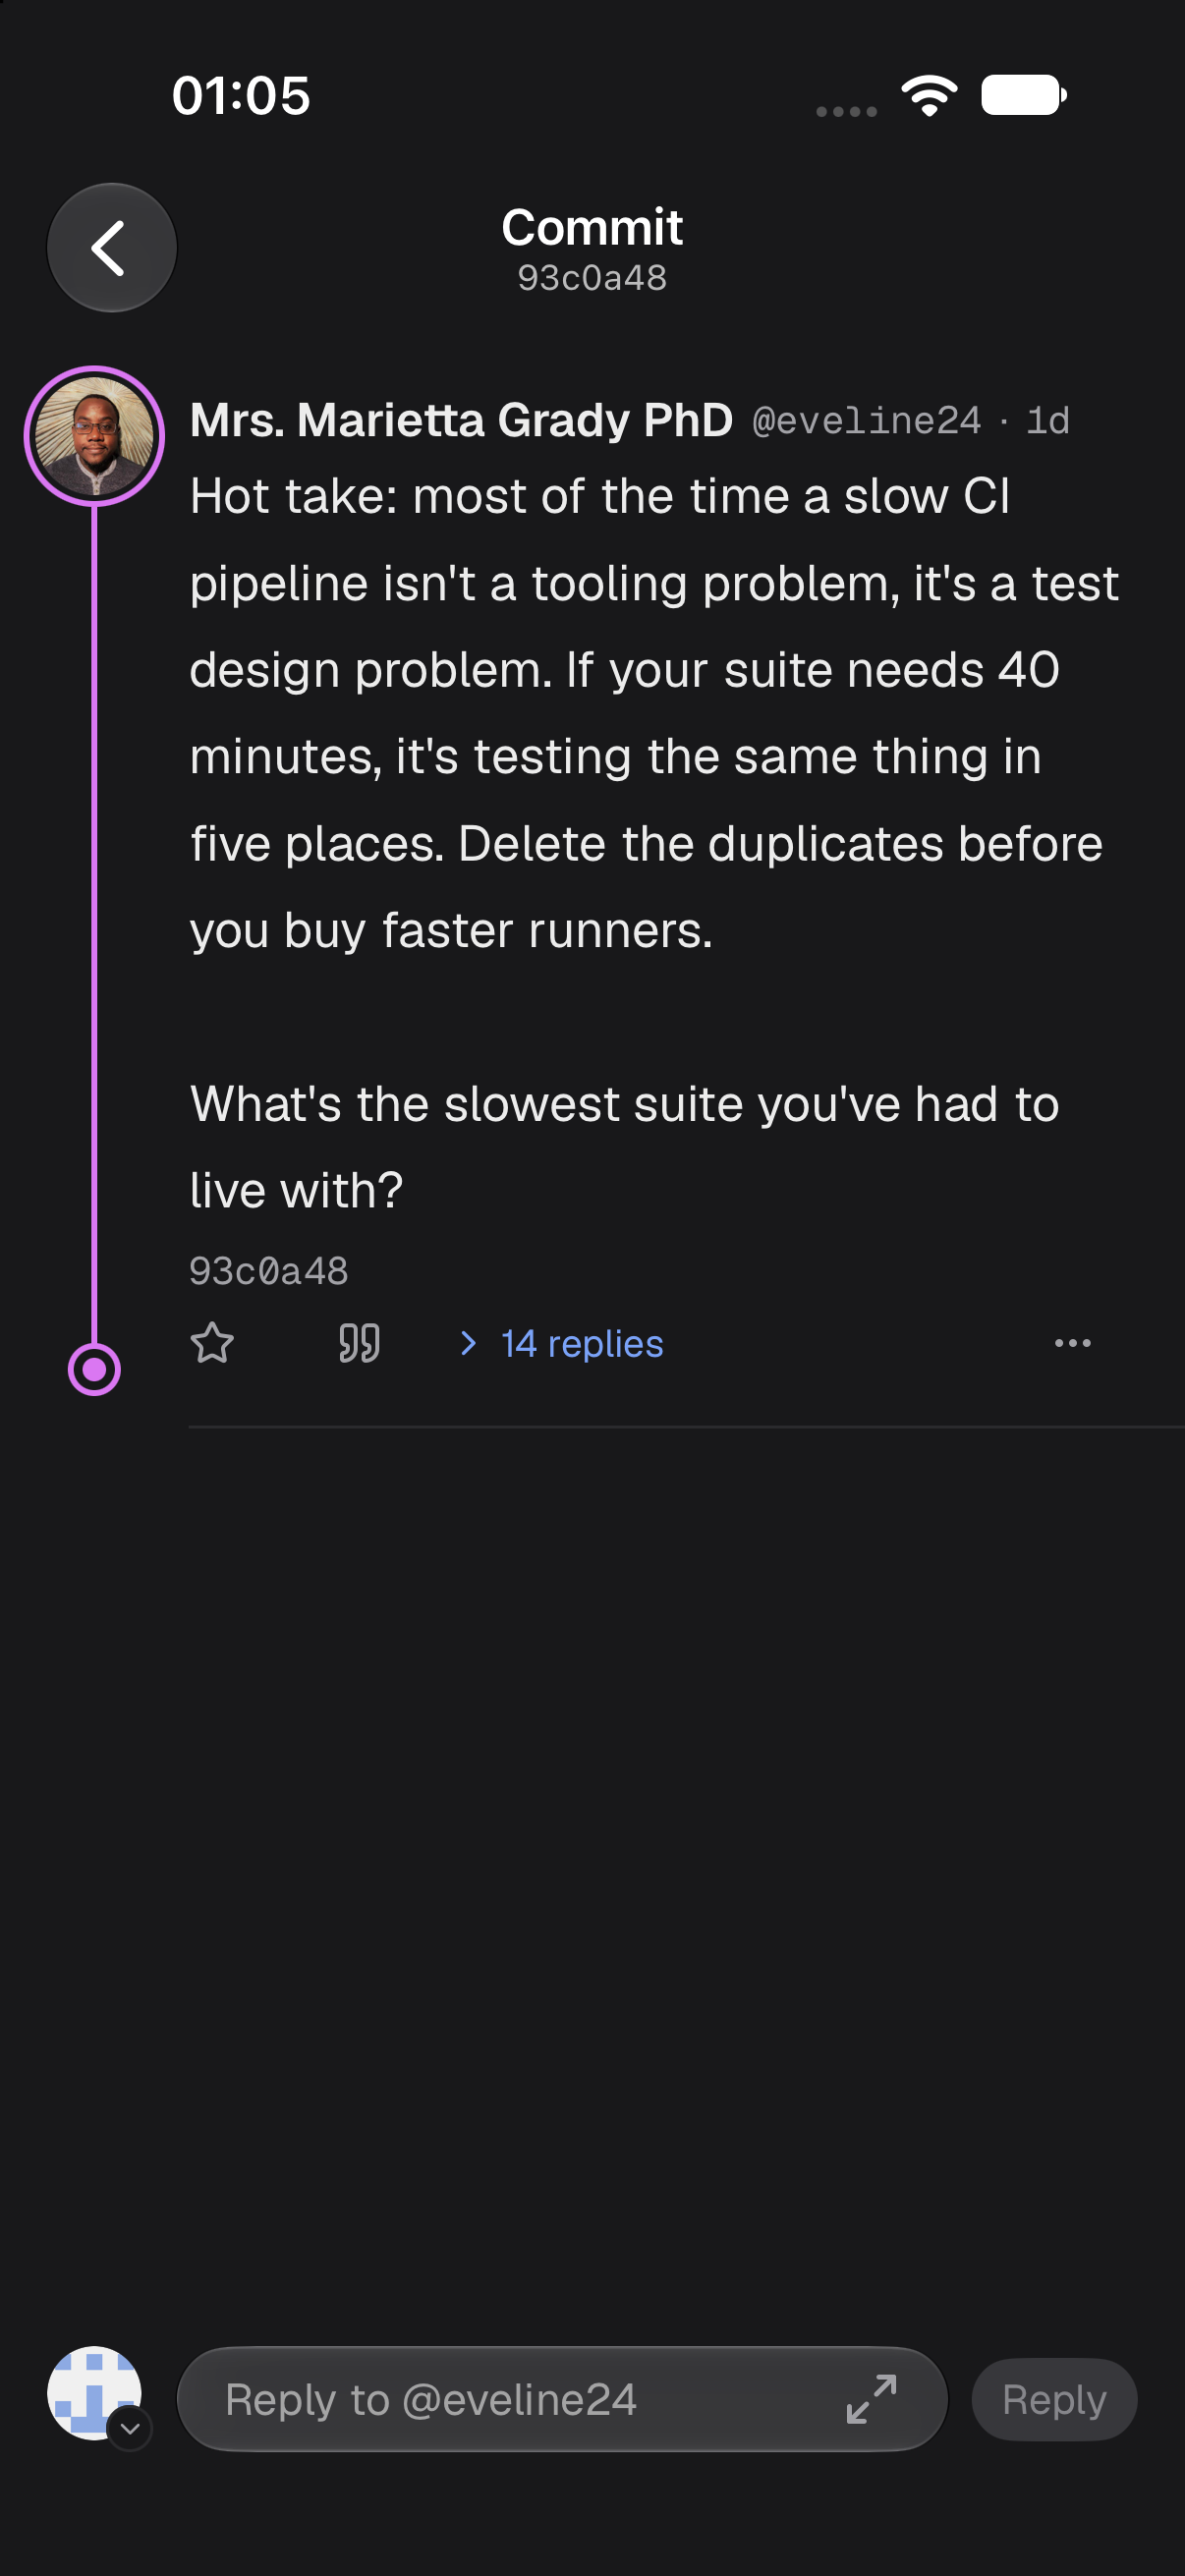 01:05
Commit
93c0a48
Mrs. Marietta Grady PhD @eveline24 · 1d
Hot take: most of the time a slow CI
pipeline isn't a tooling problem, it's a test
design problem. If your suite needs 40
minutes, it's testing the same thing in
five places. Delete the duplicates before
you buy faster runners.
What's the slowest suite you've had to
live with?
93c0a48
14 replies
Reply to @eveline24
Reply